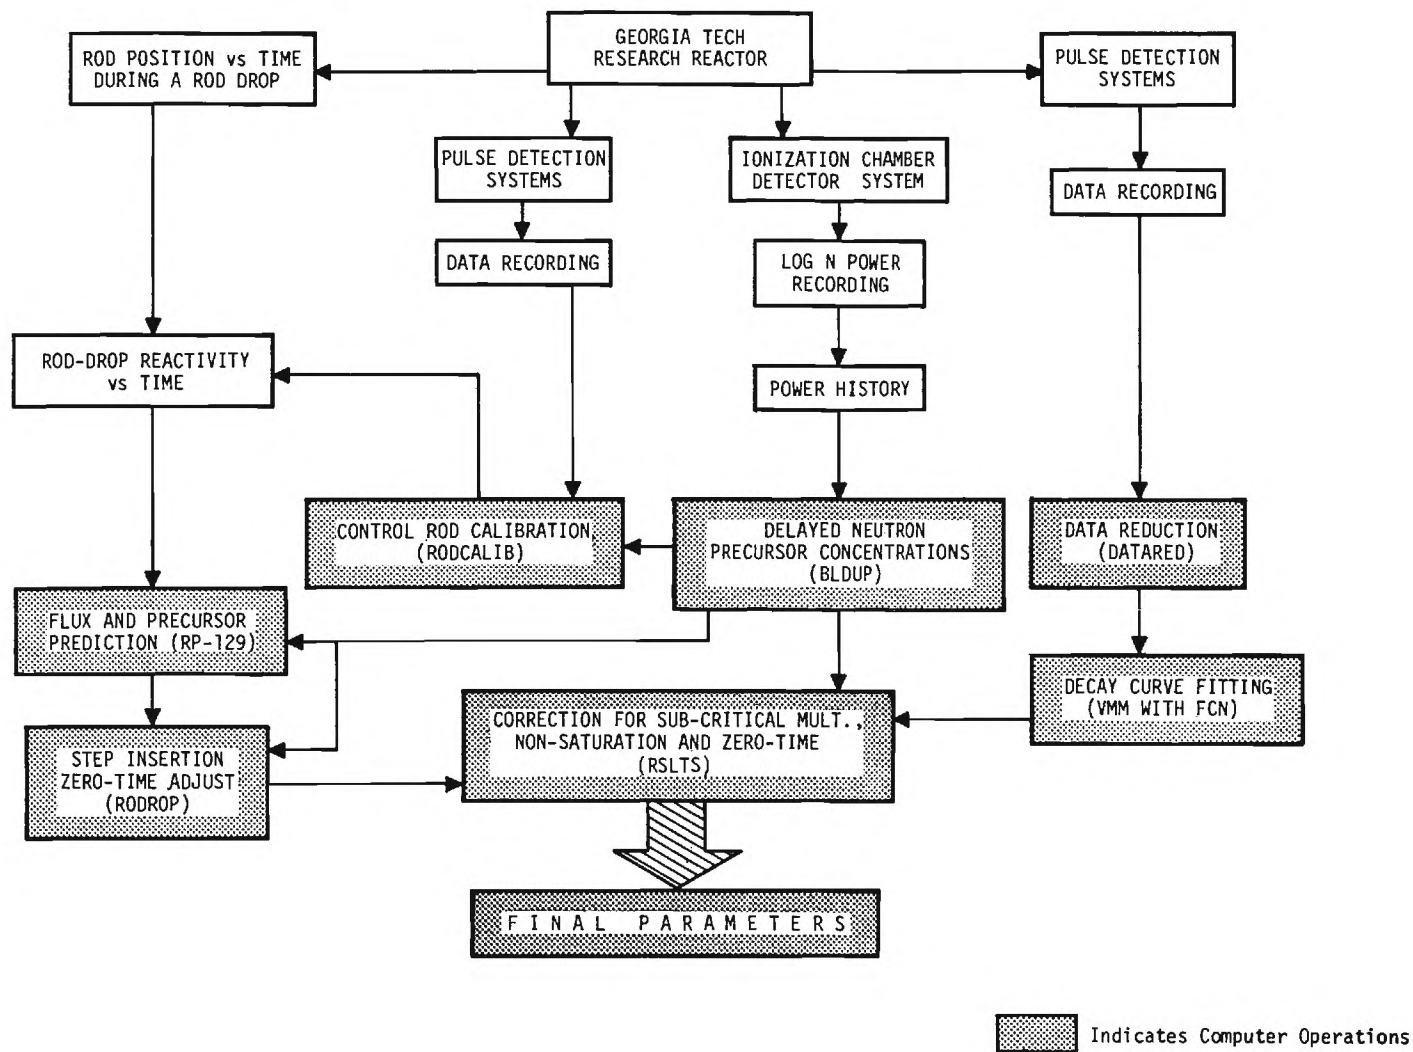 GEORGIA TECH
RESEARCH REACTOR
ROD POSITION vs TIME
DURING A ROD DROP
PULSE DETECTION
SYSTEMS
PULSE DETECTION
SYSTEMS
IONIZATION CHAMBER
DETECTOR SYSTEM
DATA RECORDING
DATA RECORDING
LOG N POWER
RECORDING
ROD-DROP REACTIVITY
vs TIME
POWER HISTORY
CONTROL ROD CALIBRATION
(RODCALIB)
DELAYED NEUTRON
PRECURSOR CONCENTRATIONS
(BLDUP)
DATA REDUCTION
(DATARED)
FLUX AND PRECURSOR
PREDICTION (RP-129)
DECAY CURVE FITTING
(VMM WITH FCN)
STEP INSERTION
ZERO-TIME ADJUST
(RODROP)
CORRECTION FOR SUB-CRITICAL MULT.,
NON-SATURATION AND ZERO-TIME
(RSLTS)
FINAL PARAMETERS
Indicates Computer Operations